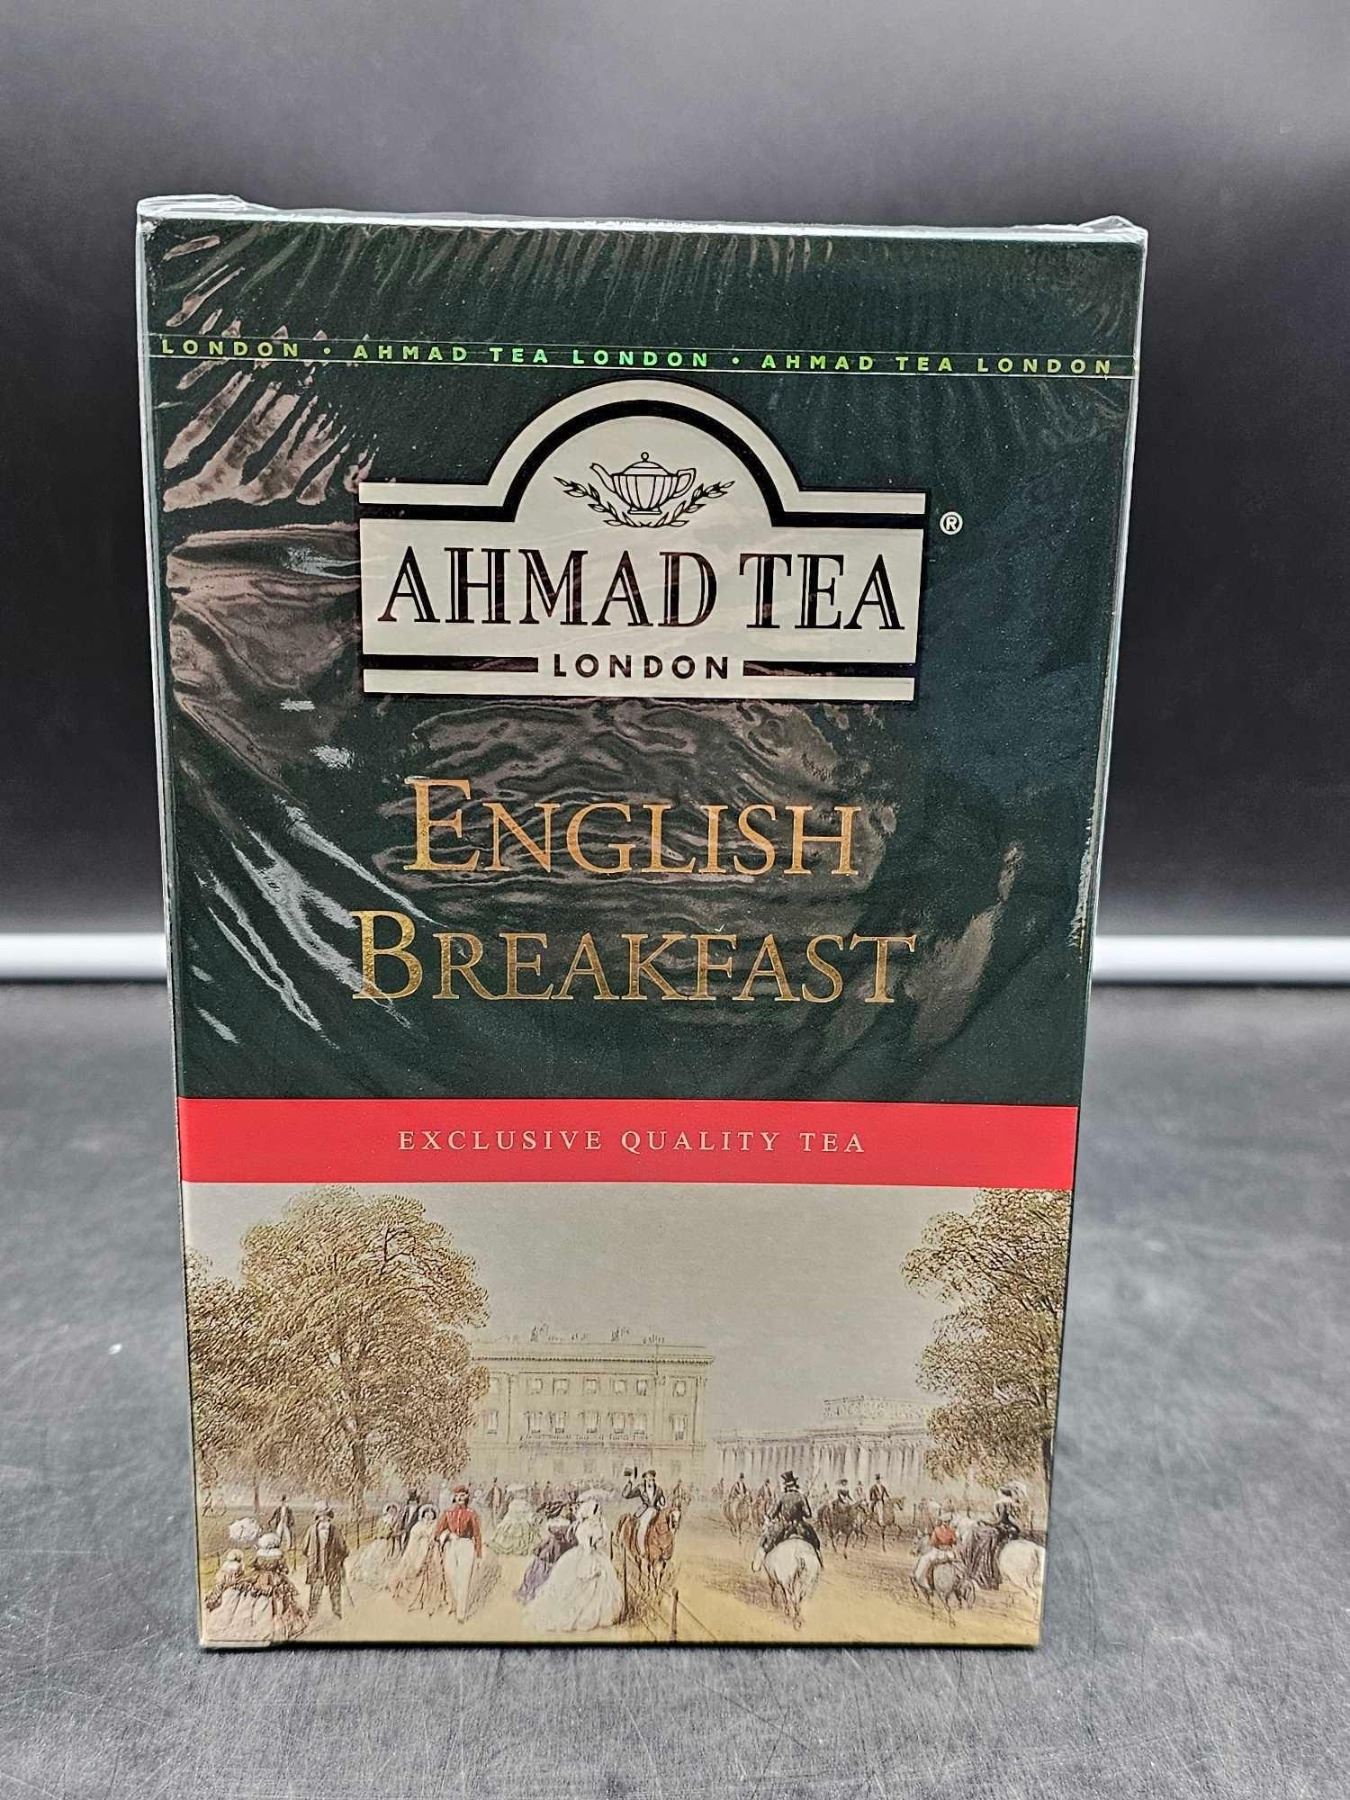 LONDON • AHMAD TEA LONDON • AHMAD TEA LONDON
AHMAD TEA
®
LONDON
ENGLISH
BREAKFAST
EXCLUSIVE QUALITY TEA